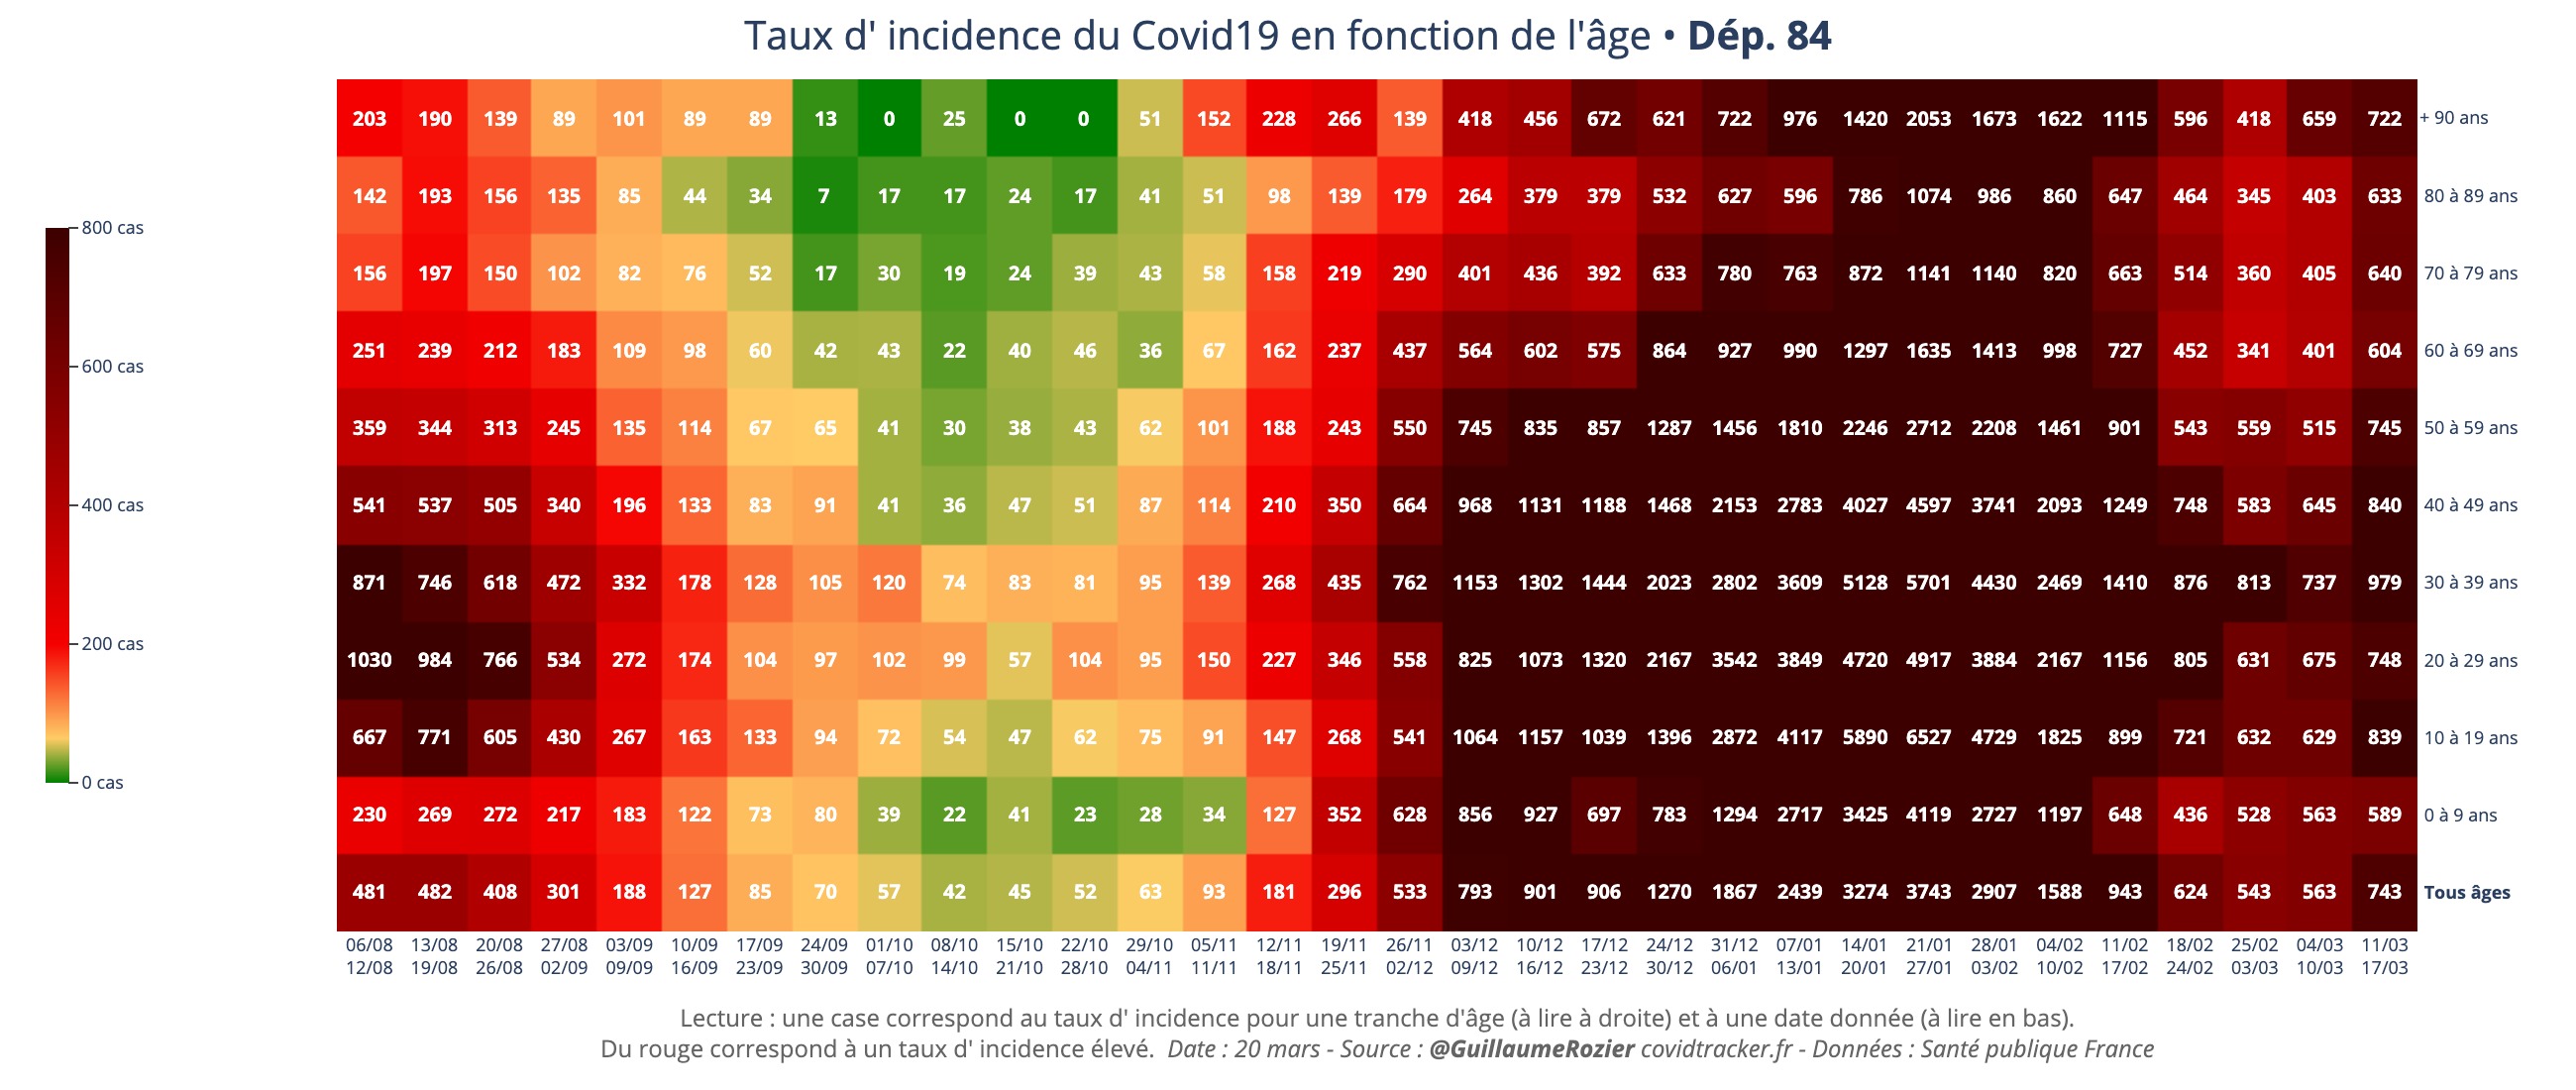 Taux d' incidence du Covid19 en fonction de l'âge • Dép. 84
800 cas
600 cas
400 cas
200 cas
0 cas
203 190 139 89 101 89 89 13 0 25 0 0 51 152 228 266 139 418 456 672 621 722 976 1420 2053 1673 1622 1115 596 418 659 722 + 90 ans
142 193 156 135 85 44 34 7 17 17 24 17 41 51 98 139 179 264 379 379 532 627 596 786 1074 986 860 647 464 345 403 633 80 à 89 ans
156 197 150 102 82 76 52 17 30 19 24 39 43 58 158 219 290 401 436 392 633 780 763 872 1141 1140 820 663 514 360 405 640 70 à 79 ans
251 239 212 183 109 98 60 42 43 22 40 46 36 67 162 237 437 564 602 575 864 927 990 1297 1635 1413 998 727 452 341 401 604 60 à 69 ans
359 344 313 245 135 114 67 65 41 30 38 43 62 101 188 243 550 745 835 857 1287 1456 1810 2246 2712 2208 1461 901 543 559 515 745 50 à 59 ans
541 537 505 340 196 133 83 91 41 36 47 51 87 114 210 350 664 968 1131 1188 1468 2153 2783 4027 4597 3741 2093 1249 748 583 645 840 40 à 49 ans
871 746 618 472 332 178 128 105 120 74 83 81 95 139 268 435 762 1153 1302 1444 2023 2802 3609 5128 5701 4430 2469 1410 876 813 737 979 30 à 39 ans
1030 984 766 534 272 174 104 97 102 99 57 104 95 150 227 346 558 825 1073 1320 2167 3542 3849 4720 4917 3884 2167 1156 805 631 675 748 20 à 29 ans
667 771 605 430 267 163 133 94 72 54 47 62 75 91 147 268 541 1064 1157 1039 1396 2872 4117 5890 6527 4729 1825 899 721 632 629 839 10 à 19 ans
230 269 272 217 183 122 73 80 39 22 41 23 28 34 127 352 628 856 927 697 783 1294 2717 3425 4119 2727 1197 648 436 528 563 589 0 à 9 ans
481 482 408 301 188 127 85 70 57 42 45 52 63 93 181 296 533 793 901 906 1270 1867 2439 3274 3743 2907 1588 943 624 543 563 743 Tous âges
06/08 13/08 20/08 27/08 03/09 10/09 17/09 24/09 01/10 08/10 15/10 22/10 29/10 05/11 12/11 19/11 26/11 03/12 10/12 17/12 24/12 31/12 07/01 14/01 21/01 28/01 04/02 11/02 18/02 25/02 04/03 11/03
12/08 19/08 26/08 02/09 09/09 16/09 23/09 30/09 07/10 14/10 21/10 28/10 04/11 11/11 18/11 25/11 02/12 09/12 16/12 23/12 30/12 06/01 13/01 20/01 27/01 03/02 10/02 17/02 24/02 03/03 10/03 17/03
Lecture : une case correspond au taux d' incidence pour une tranche d'âge (à lire à droite) et à une date donnée (à lire en bas).
Du rouge correspond à un taux d' incidence élevé. Date : 20 mars - Source : @GuillaumeRozier covidtracker.fr - Données : Santé publique France